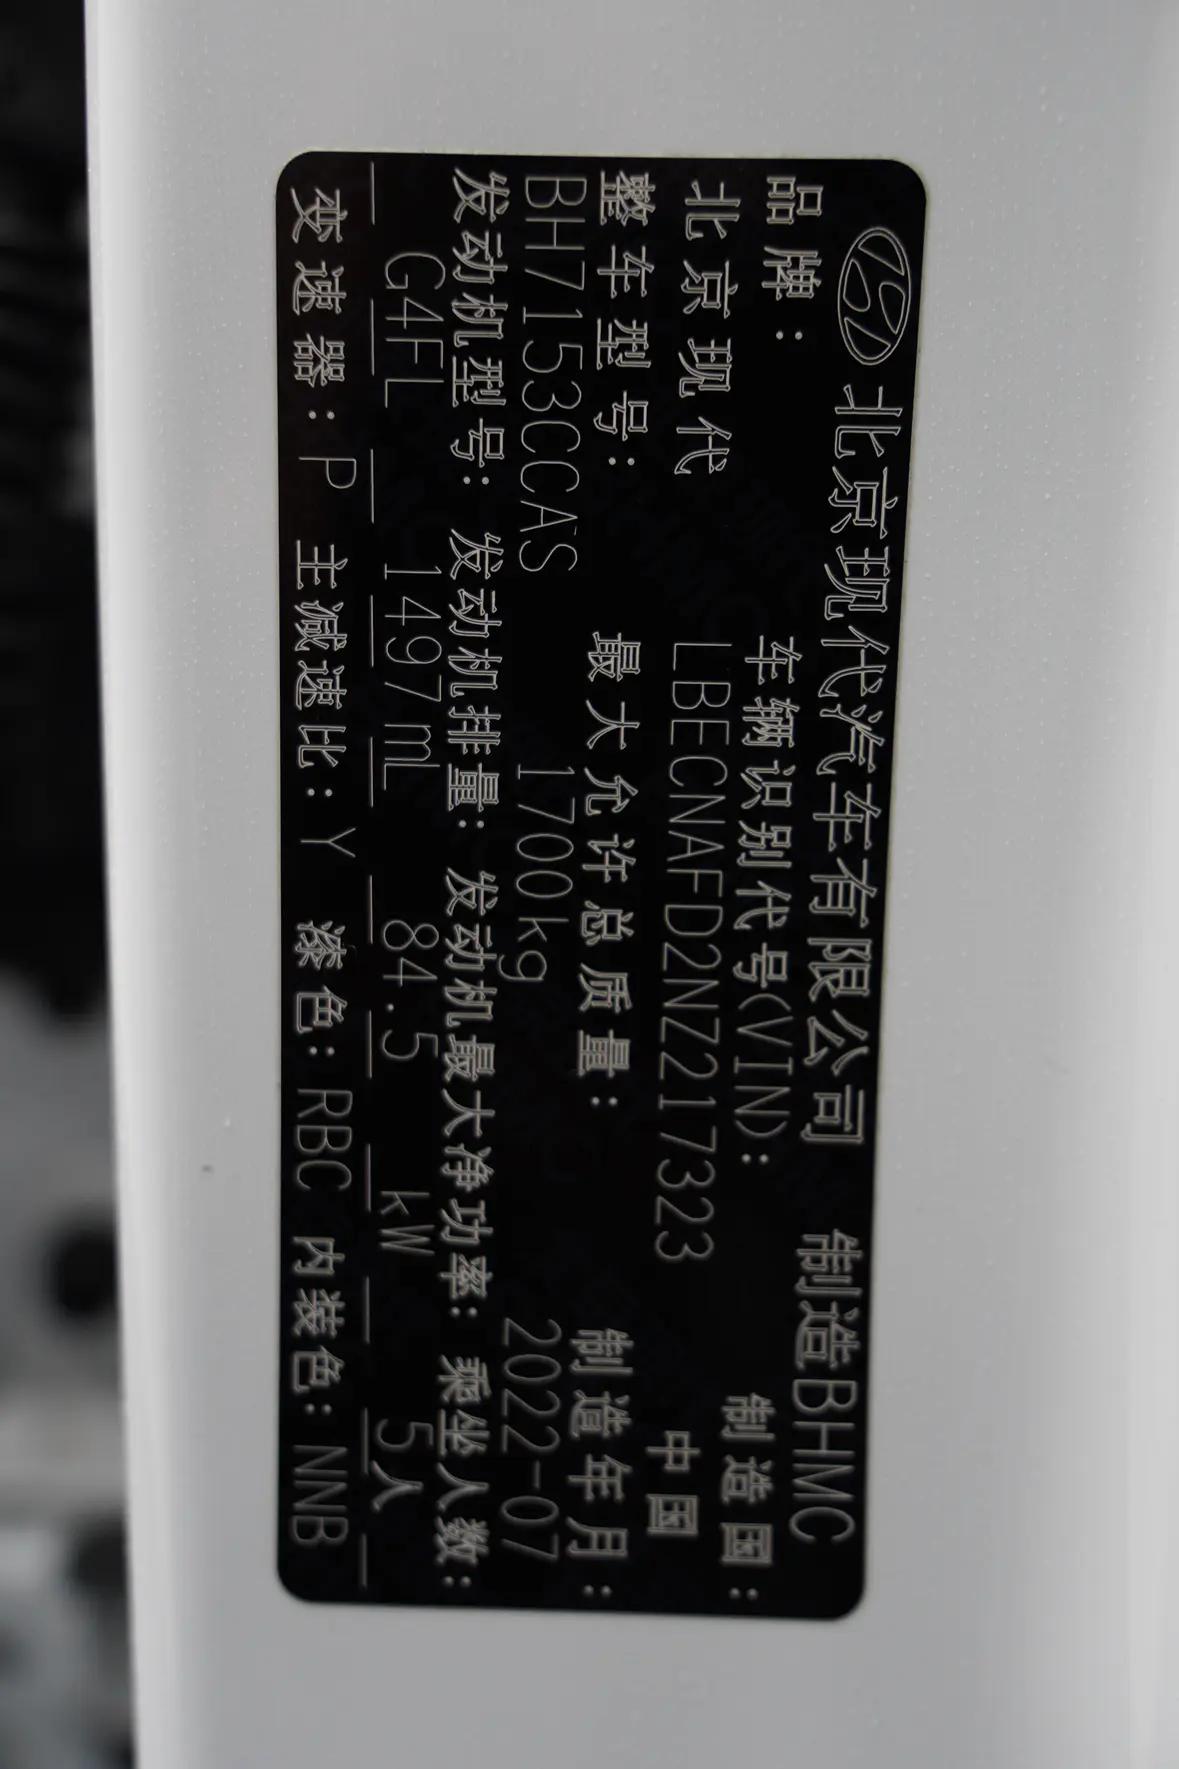 北京现代汽车有限公司 制造BHMC
品牌： 车辆识别代号(VIN)： 制造国：
北京现代 LBECNAFD2NZ217323 中国
整车型号： 最大允许总质量： 制造年月：
BH7153CCAS 1700kg 2022-07
发动机型号： 发动机排量： 发动机最大净功率： 乘坐人数：
G4FL 1497mL 84.5 kW 5人
变速器：P 主减速比：Y 漆色：RBC 内装色：NNB